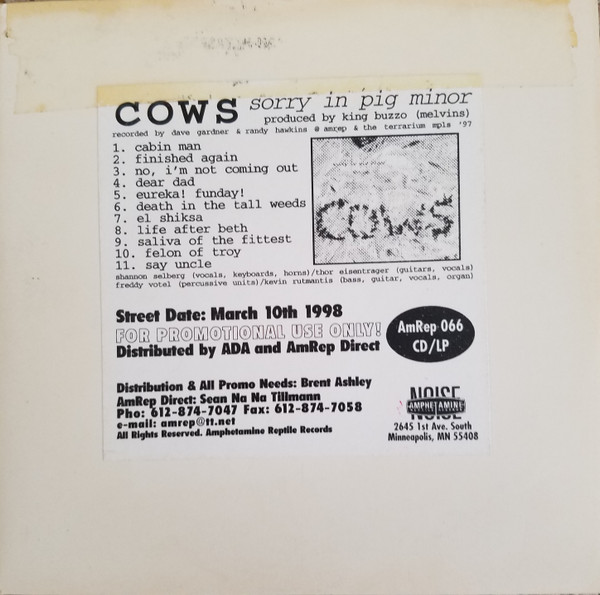 COWS sorry in pig minor
produced by king buzzo (melvins)
recorded by dave gardner & randy hawkins @ amrep & the terrarium mpls '97
1. cabin man
2. finished again
3. no, i'm not coming out
4. dear dad
5. eureka! funday!
6. death in the tall weeds
7. el shiksa
8. life after beth
9. saliva of the fittest
10. felon of troy
11. say uncle
COWS
shannon selberg (vocals, keyboards, horns)/thor eisentrager (guitars, vocals)
freddy votel (percussive units)/kevin rutmantis (bass, guitar, vocals, organ)
Street Date: March 10th 1998
FOR PROMOTIONAL USE ONLY!
Distributed by ADA and AmRep Direct
AmRep 066
CD/LP
Distribution & All Promo Needs: Brent Ashley
AmRep Direct: Sean Na Na Tillmann
Pho: 612-874-7047 Fax: 612-874-7058
e-mail: amrep@tt.net
All Rights Reserved. Amphetamine Reptile Records
NOISE
AMPHETAMINE
NOISE
2645 1st Ave. South
Minneapolis, MN 55408